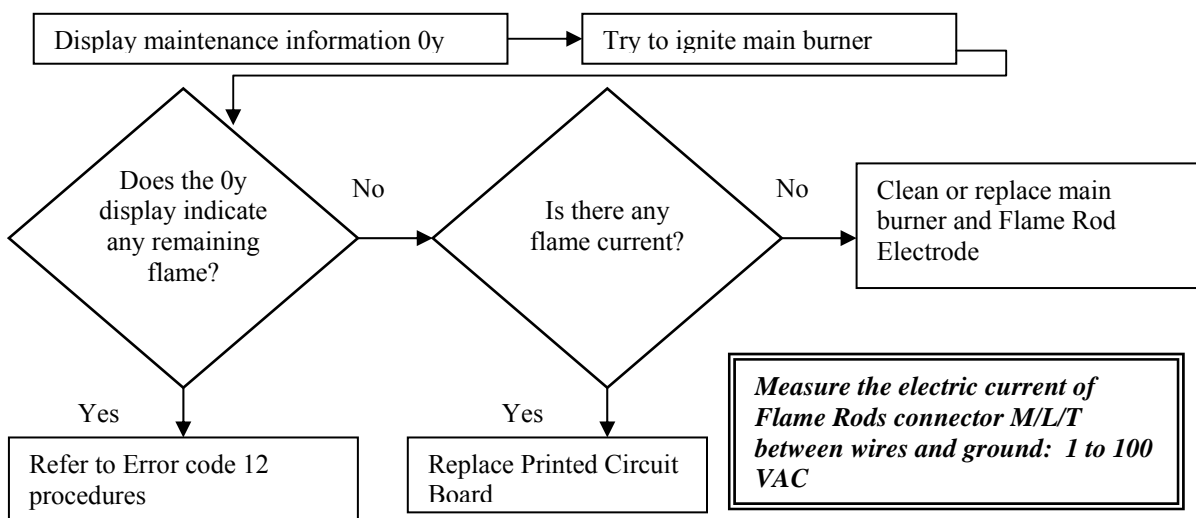 Display maintenance information 0y
Try to ignite main burner
Does the 0y
display indicate
any remaining
flame?
No
Is there any
flame current?
No
Clean or replace main
burner and Flame Rod
Electrode
Yes
Refer to Error code 12
procedures
Yes
Replace Printed Circuit
Board
Measure the electric current of
Flame Rods connector M/L/T
between wires and ground:  1 to 100
VAC